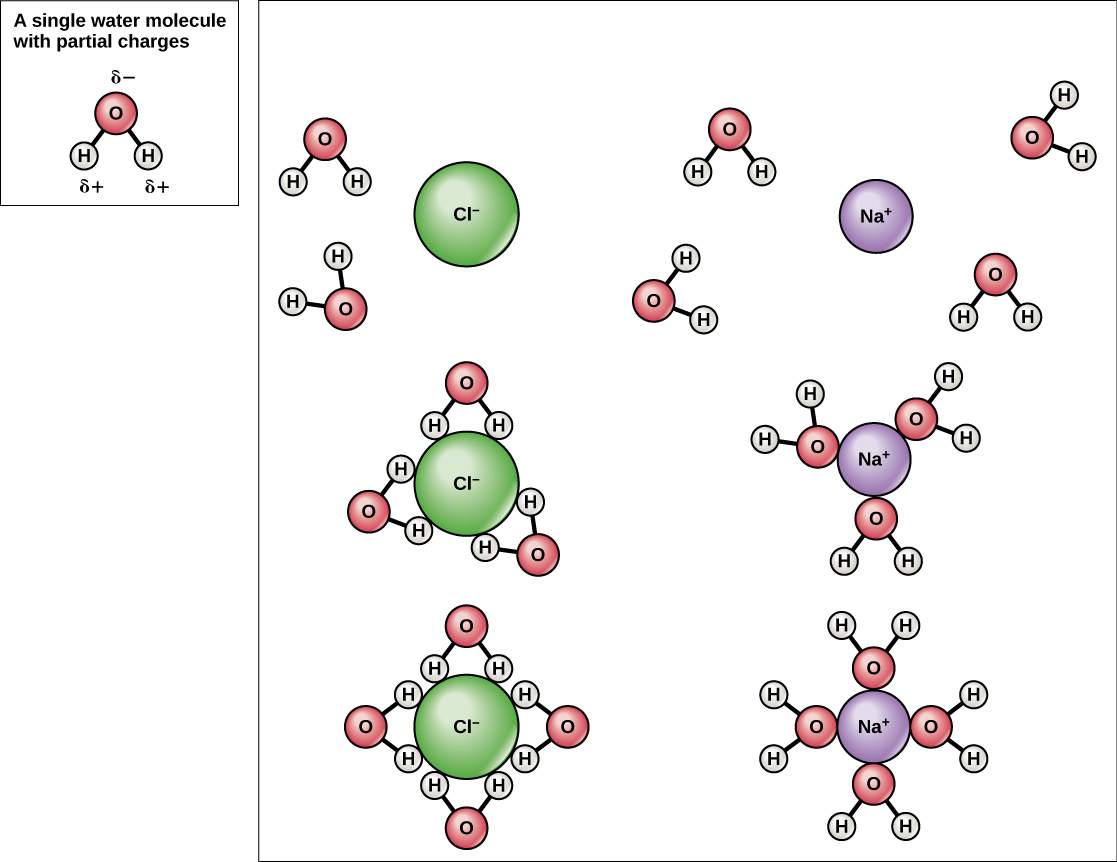 A single water molecule
with partial charges
δ−
O
H H
δ+ δ+
H
O O O
H H H H H
Cl⁻ Na⁺
H H O
H O O H H H
O H
H H H O
Cl⁻ H O H
H H O Na⁺
O H O
H O H H
O H H
H H O
H H H H
O Cl⁻ O O Na⁺ O
H H H H
H H O
O H H